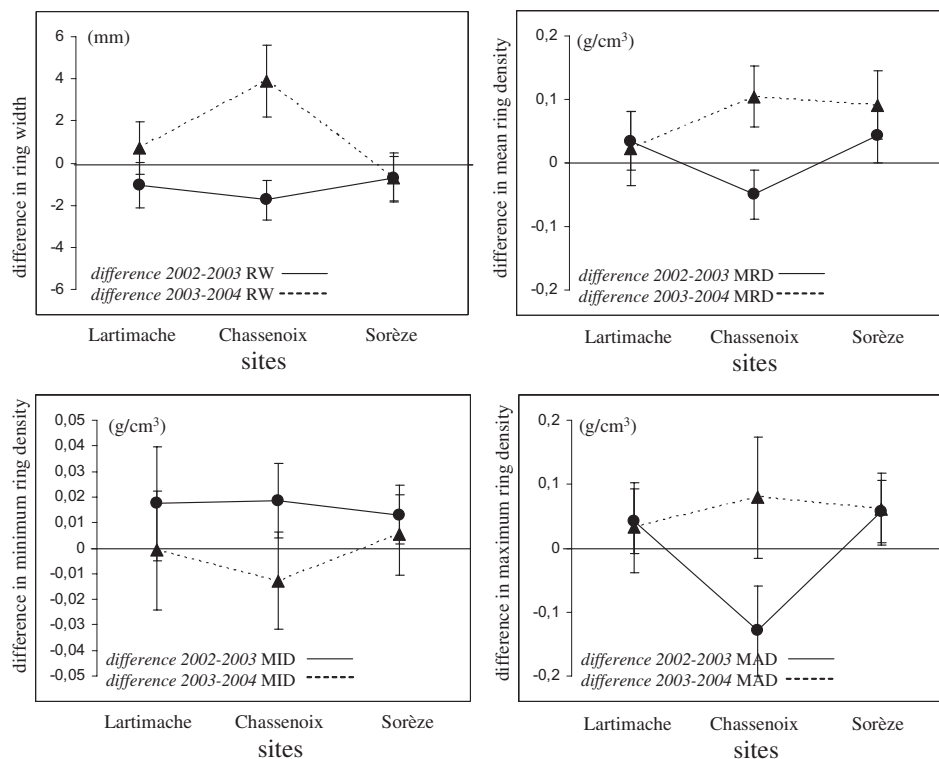 difference in ring width
(mm)
6
4
2
0
-2
-4
-6
difference 2002-2003 RW
difference 2003-2004 RW
Lartimache Chassenoix Sorèze
sites
difference in mean ring density
(g/cm³)
0,2
0,1
0
-0,1
-0,2
difference 2002-2003 MRD
difference 2003-2004 MRD
Lartimache Chassenoix Sorèze
sites
difference in minimum ring density
(g/cm³)
0,05
0,04
0,03
0,02
0,01
0
-0,01
-0,02
-0,03
-0,04
-0,05
difference 2002-2003 MID
difference 2003-2004 MID
Lartimache Chassenoix Sorèze
sites
difference in maximum ring density
(g/cm³)
0,2
0,1
0
-0,1
-0,2
difference 2002-2003 MAD
difference 2003-2004 MAD
Lartimache Chassenoix Sorèze
sites